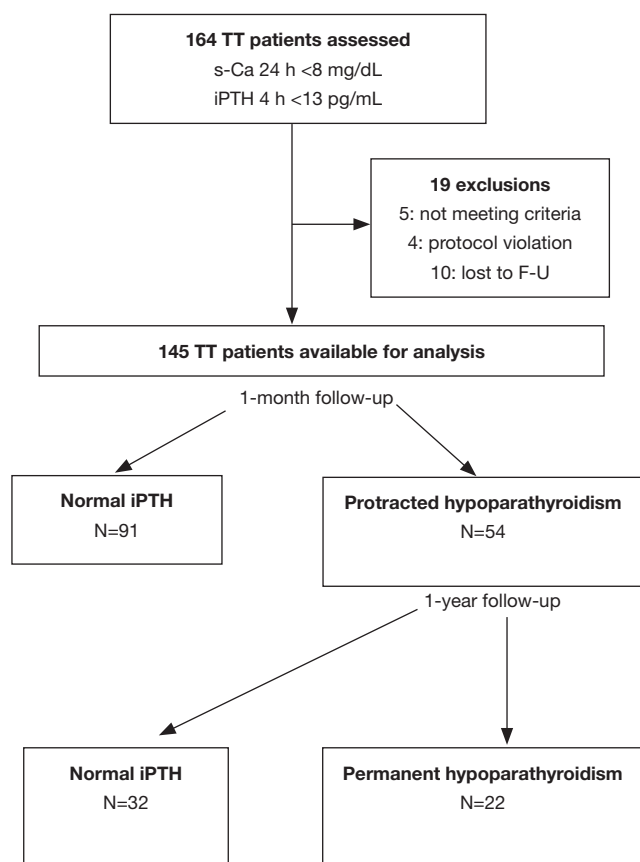 164 TT patients assessed
s-Ca 24 h <8 mg/dL
iPTH 4 h <13 pg/mL
19 exclusions
5: not meeting criteria
4: protocol violation
10: lost to F-U
145 TT patients available for analysis
1-month follow-up
Normal iPTH
N=91
Protracted hypoparathyroidism
N=54
1-year follow-up
Normal iPTH
N=32
Permanent hypoparathyroidism
N=22